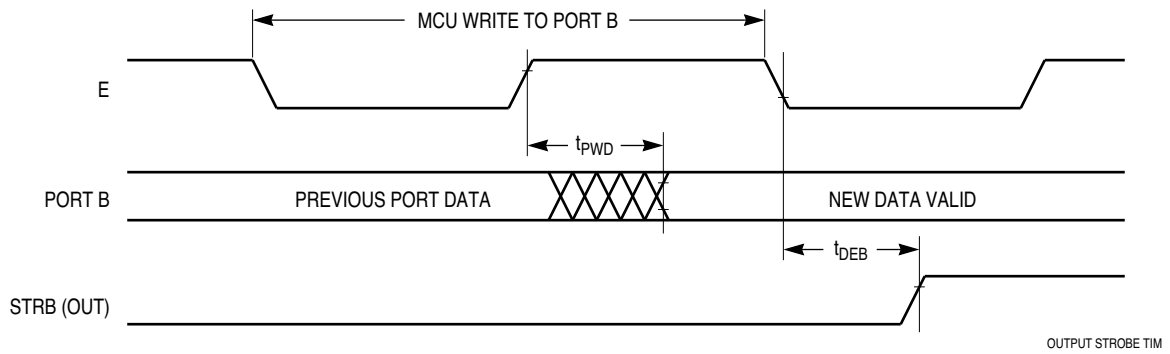 MCU WRITE TO PORT B
E
tPWD
PORT B
PREVIOUS PORT DATA
NEW DATA VALID
tDEB
STRB (OUT)
OUTPUT STROBE TIM